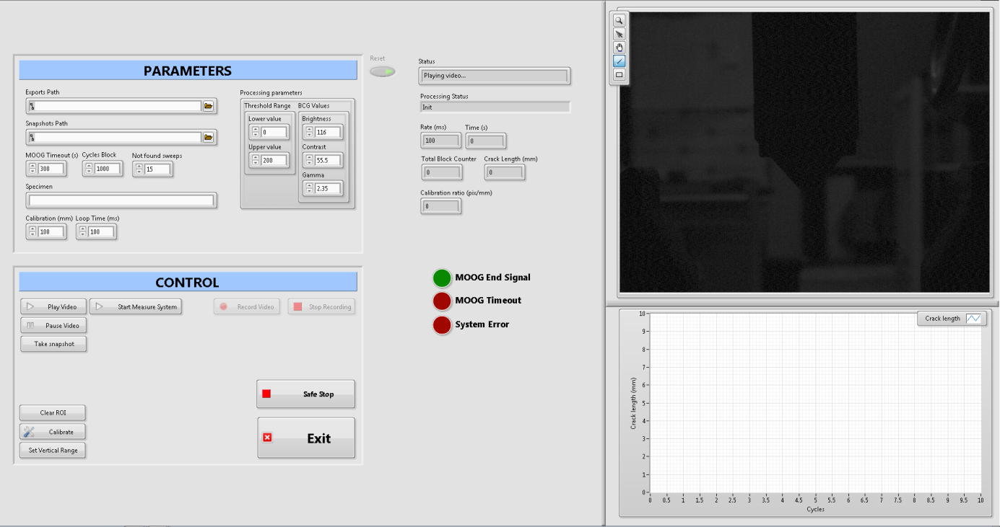 PARAMETERS
Exports Path
Snapshots Path
MOOG Timeout (s) Cycles Block Not found sweeps
300 1000 15
Specimen
Calibration (mm) Loop Time (ms)
100 100
Processing parameters
Threshold Range BCG Values
Lower value Brightness
0 116
Upper value Contrast
200 55.5
Gamma
2.35
Reset
Status
Playing video...
Processing Status
Init
Rate (ms) Time (s)
100 0
Total Block Counter Crack Length (mm)
0 0
Calibration ratio (pix/mm)
0
MOOG End Signal
MOOG Timeout
System Error
CONTROL
Play Video Start Measure System Record Video Stop Recording
Pause Video
Take snapshot
Safe Stop
Clear ROI
Calibrate
Exit
Set Vertical Range
Crack length
Crack length (mm)
10
9
8
7
6
5
4
3
2
1
0
0 0.5 1 1.5 2 2.5 3 3.5 4 4.5 5 5.5 6 6.5 7 7.5 8 8.5 9 9.5 10
Cycles